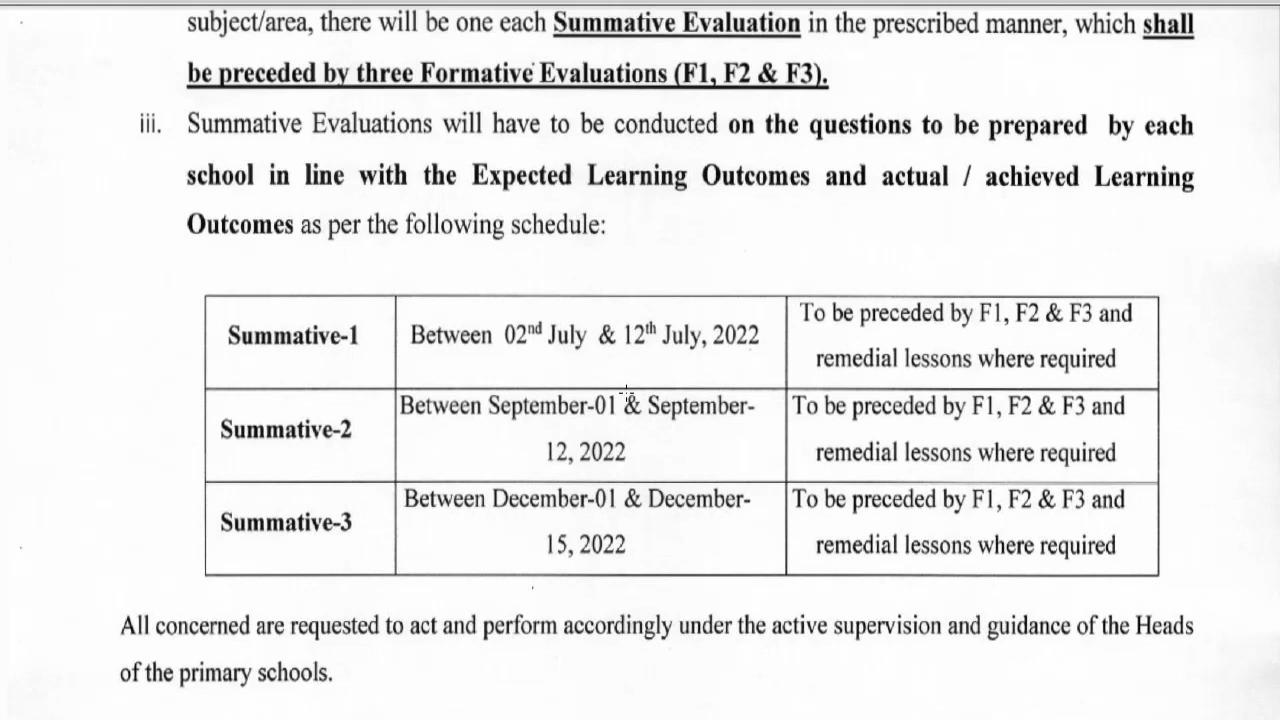 subject/area, there will be one each Summative Evaluation in the prescribed manner, which shall
be preceded by three Formative Evaluations (F1, F2 & F3).
iii. Summative Evaluations will have to be conducted on the questions to be prepared by each
school in line with the Expected Learning Outcomes and actual / achieved Learning
Outcomes as per the following schedule:
Summative-1 Between 02nd July & 12th July, 2022 To be preceded by F1, F2 & F3 and
remedial lessons where required
Summative-2 Between September-01 & September-
12, 2022 To be preceded by F1, F2 & F3 and
remedial lessons where required
Summative-3 Between December-01 & December-
15, 2022 To be preceded by F1, F2 & F3 and
remedial lessons where required
All concerned are requested to act and perform accordingly under the active supervision and guidance of the Heads
of the primary schools.